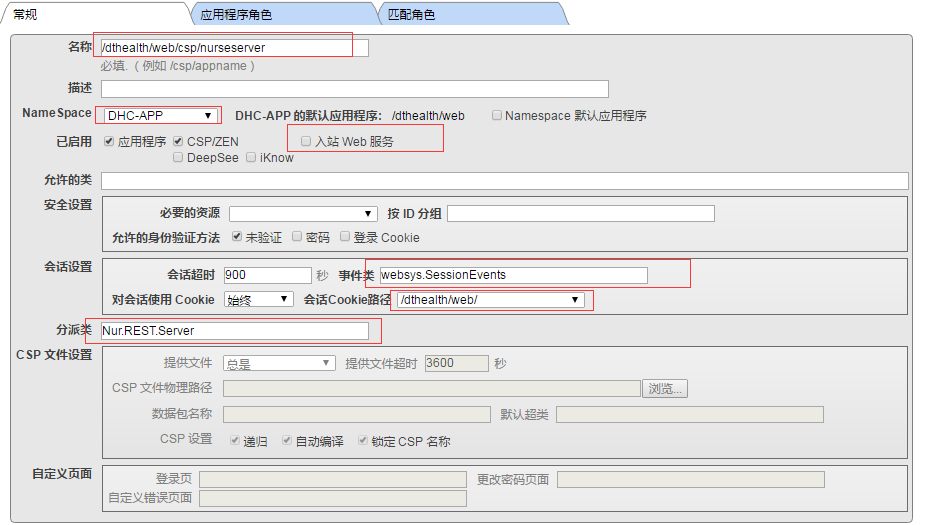 常规 应用程序角色 匹配角色
名称 /dthealth/web/csp/nurseserver
必填.（例如 /csp/appname）
描述
NameSpace DHC-APP DHC-APP 的默认应用程序: /dthealth/web Namespace 默认应用程序
已启用 应用程序 CSP/ZEN 入站 Web 服务
DeepSee iKnow
允许的类
安全设置
必要的资源 按 ID 分组
允许的身份验证方法 未验证 密码 登录 Cookie
会话设置
会话超时 900 秒 事件类 websys.SessionEvents
对会话使用 Cookie 始终 会话Cookie路径 /dthealth/web/
分派类 Nur.REST.Server
CSP 文件设置
提供文件 总是 提供文件超时 3600 秒
CSP 文件物理路径 浏览...
数据包名称 默认超类
CSP 设置 递归 自动编译 锁定 CSP 名称
自定义页面
登录页 更改密码页面
自定义错误页面